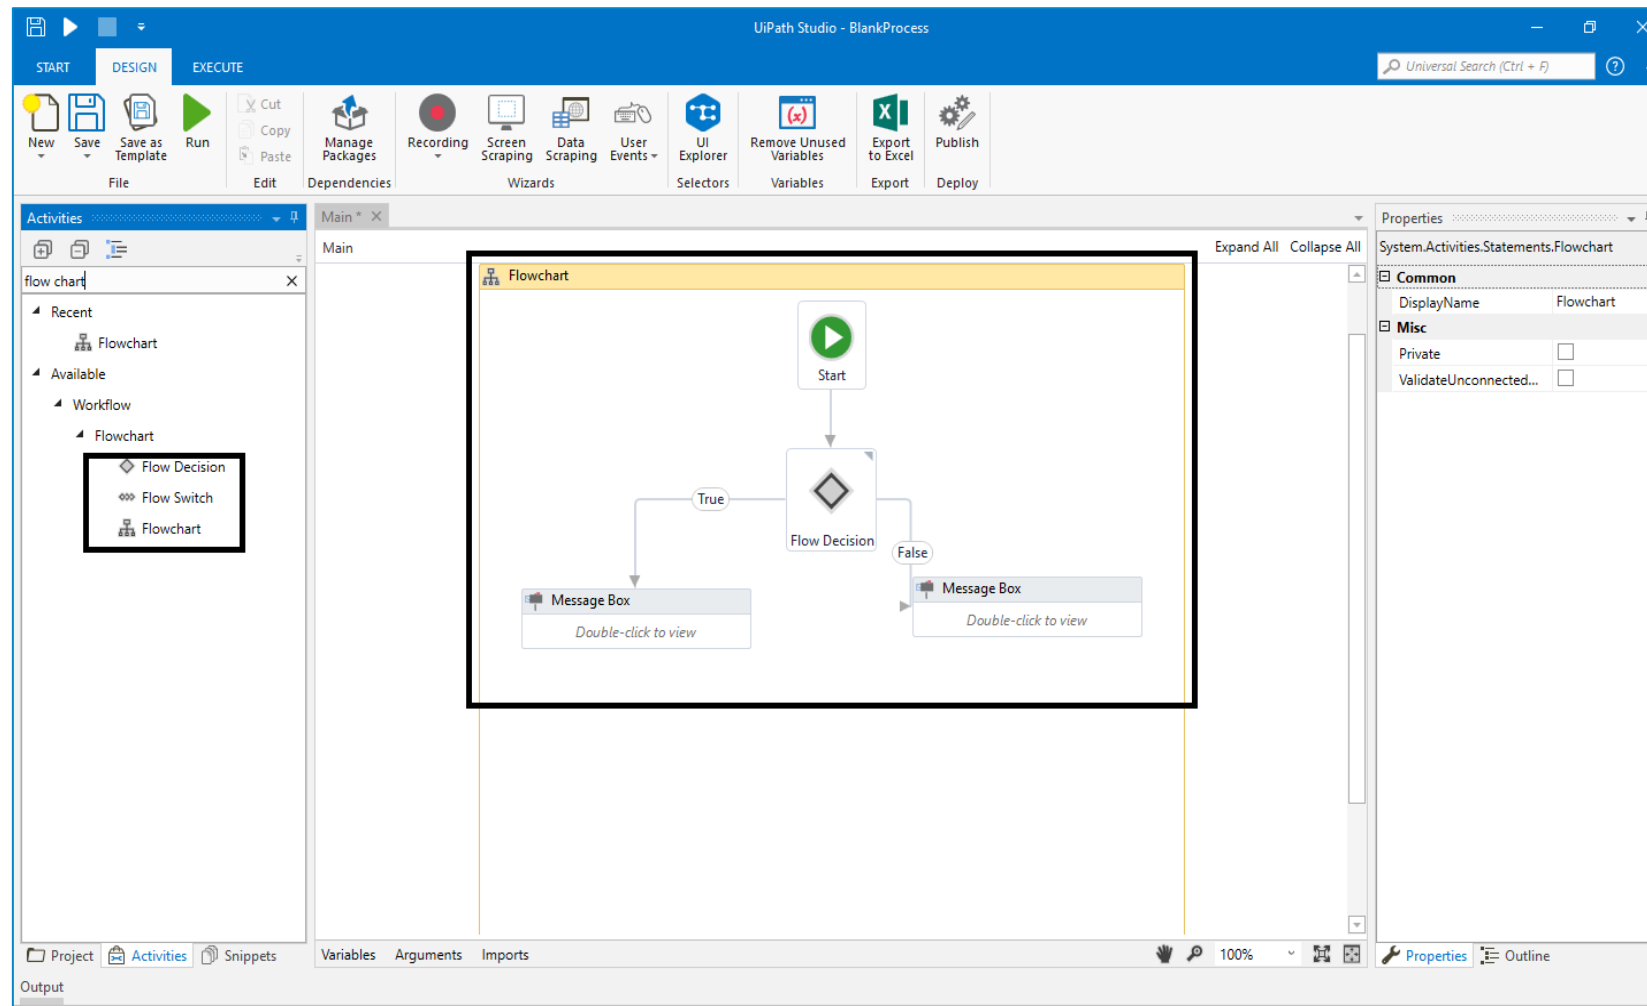 UiPath Studio - BlankProcess
START DESIGN EXECUTE
Universal Search (Ctrl + F)
New
Save
Save as Template
Run
Cut
Copy
Paste
Manage Packages
Recording
Screen Scraping
Data Scraping
User Events
UI Explorer
Remove Unused Variables
Export to Excel
Publish
File Edit Dependencies Wizards Selectors Variables Export Deploy
Activities
flow chart
Recent
Flowchart
Available
Workflow
Flowchart
Flow Decision
Flow Switch
Flowchart
Project Activities Snippets
Main *
Main
Expand All Collapse All
Flowchart
Start
Flow Decision
True
False
Message Box
Double-click to view
Message Box
Double-click to view
Variables Arguments Imports
100%
Properties
System.Activities.Statements.Flowchart
Common
DisplayName Flowchart
Misc
Private
ValidateUnconnected...
Properties Outline
Output